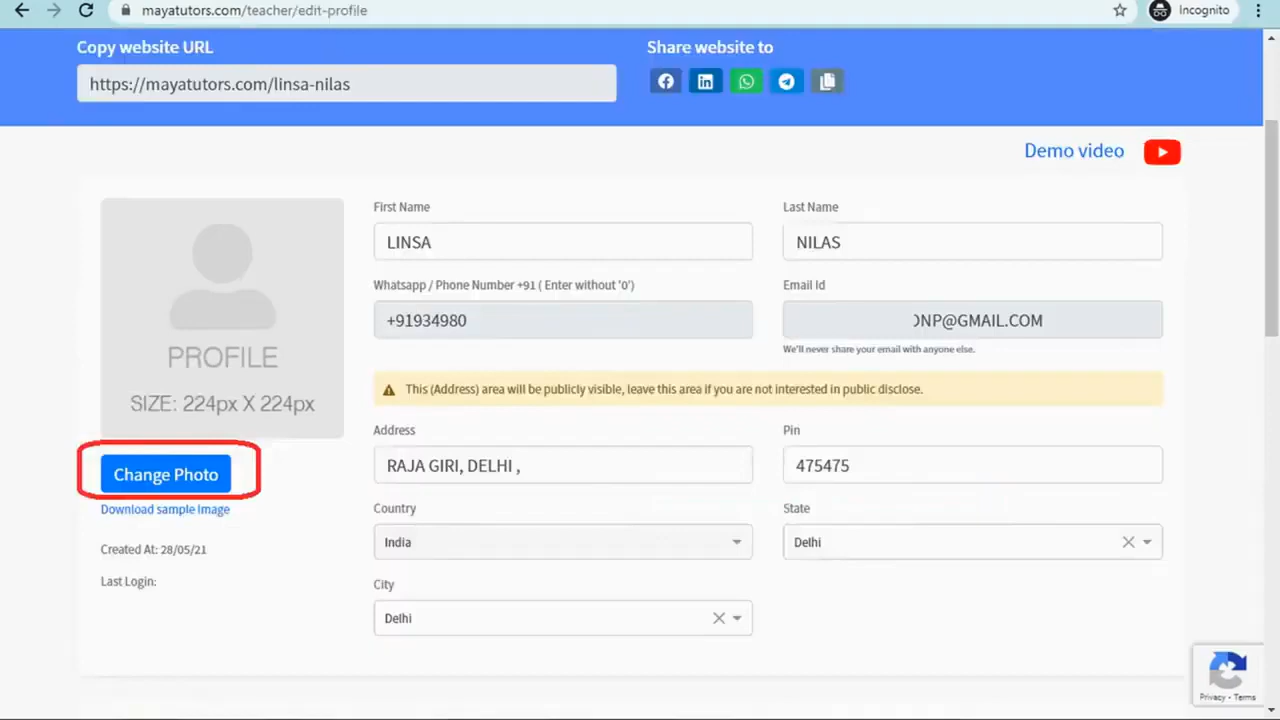 mayatutors.com/teacher/edit-profile
Incognito
Copy website URL
Share website to
https://mayatutors.com/linsa-nilas
Demo video
PROFILE
SIZE: 224px X 224px
Change Photo
Download sample Image
Created At: 28/05/21
Last Login:
First Name
Last Name
LINSA
NILAS
Whatsapp / Phone Number +91 ( Enter without '0')
Email Id
+91934980
NP@GMAIL.COM
We'll never share your email with anyone else.
This (Address) area will be publicly visible, leave this area if you are not interested in public disclose.
Address
Pin
RAJA GIRI, DELHI ,
475475
Country
State
India
Delhi
City
Delhi
Privacy - Terms